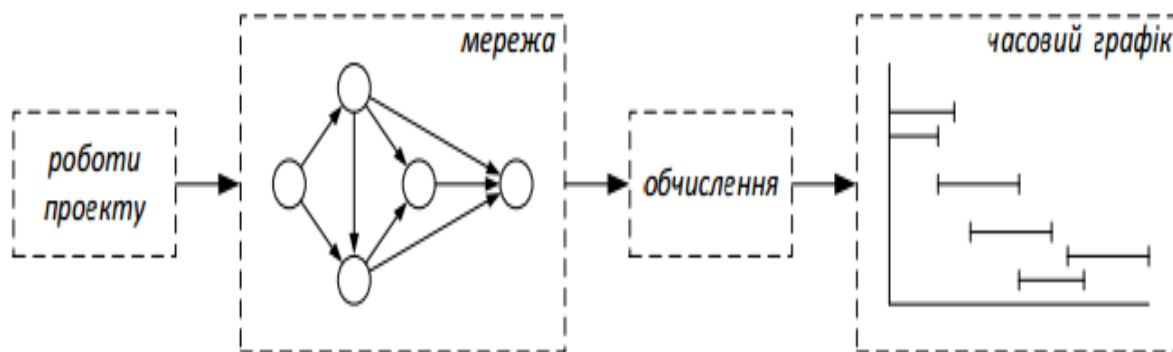 роботи
проекту
мережа
обчислення
часовий графік